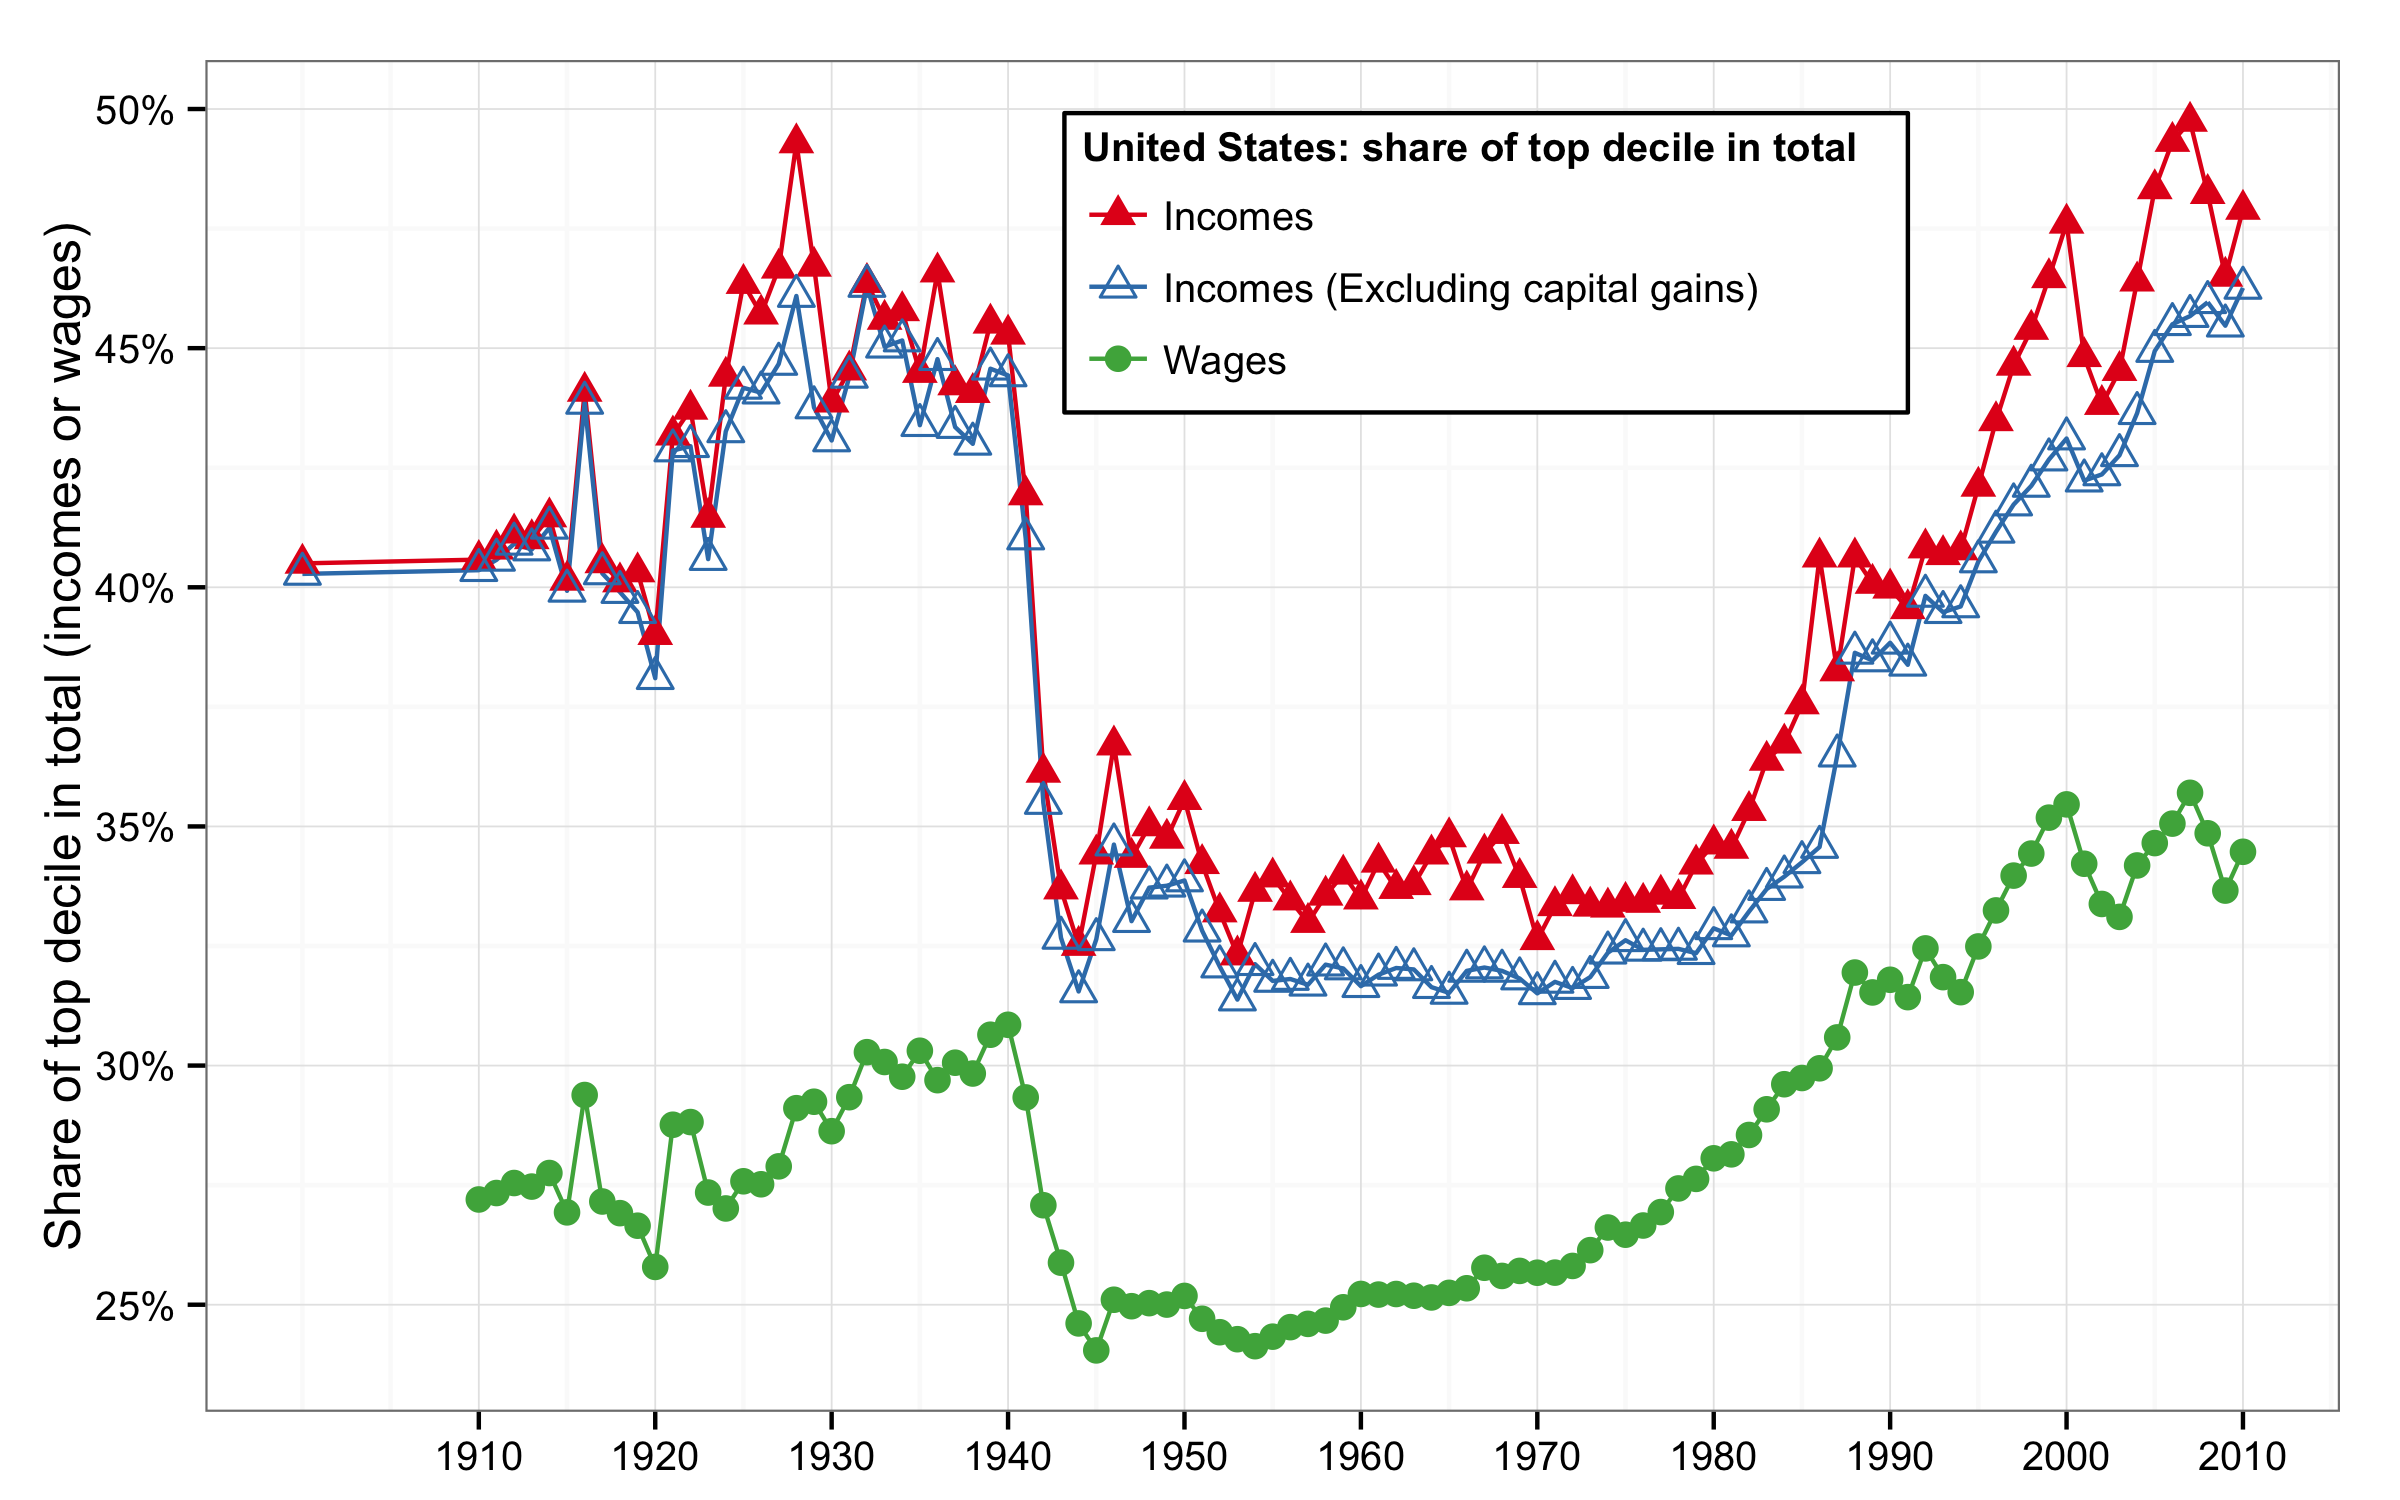 Share of top decile in total (incomes or wages)
50%
45%
40%
35%
30%
25%
United States: share of top decile in total
Incomes
Incomes (Excluding capital gains)
Wages
1910 1920 1930 1940 1950 1960 1970 1980 1990 2000 2010